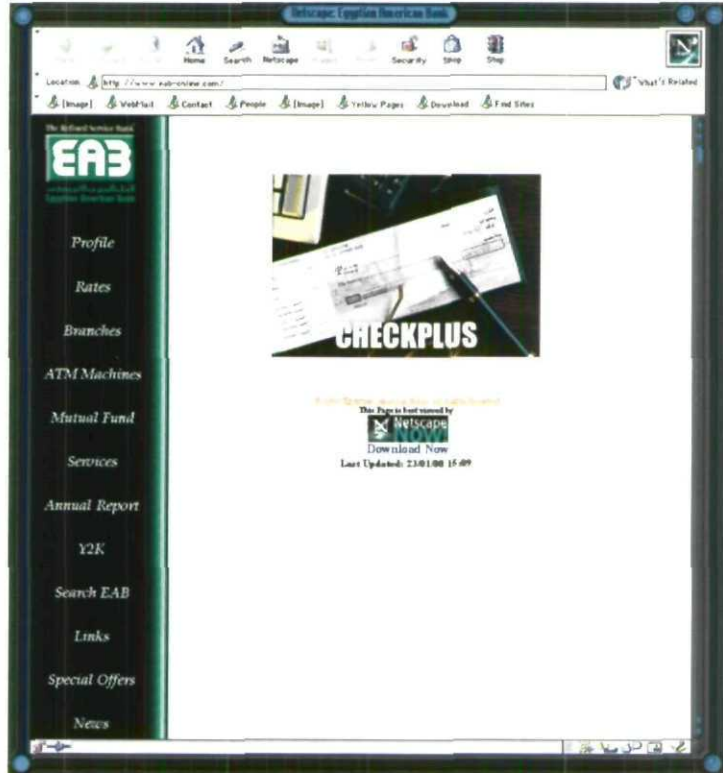 Netscape: Egyptian American Bank
Home Search Netscape Security Shop Stop
Location: http://www.eab-online.com/ What's Related
[Image] WebMail Contact People [Image] Yellow Pages Download Find Sites
EAB
Egyptian American Bank
Profile
Rates
Branches
ATM Machines
Mutual Fund
Services
Annual Report
Y2K
Search EAB
Links
Special Offers
News
CHECKPLUS
This Page is best viewed by
Netscape
NOW!
Download Now
Last Updated: 23/01/00 15:09